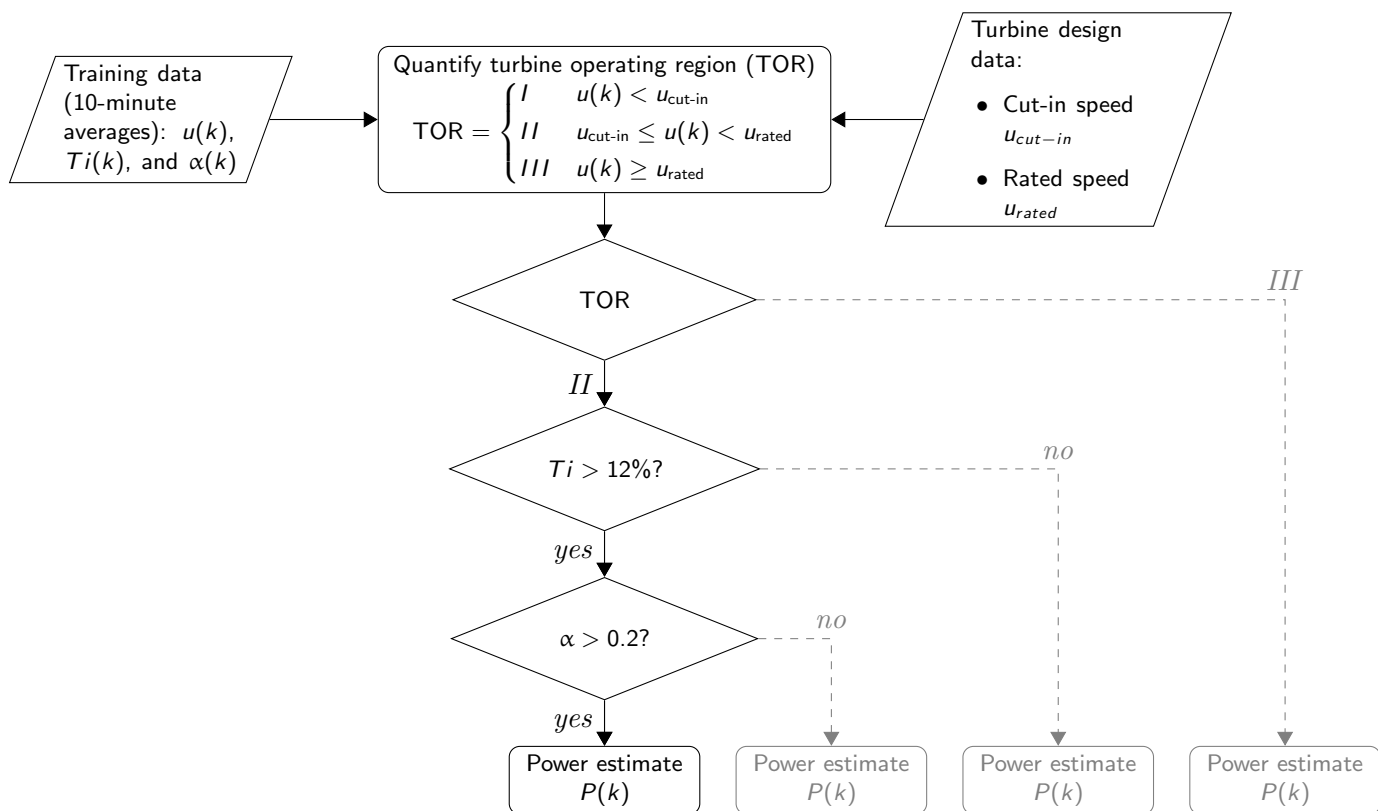 Training data
(10-minute
averages): u(k),
Ti(k), and α(k)
Quantify turbine operating region (TOR)
TOR = { I u(k) < u_cut-in
II u_cut-in ≤ u(k) < u_rated
III u(k) ≥ u_rated
Turbine design
data:
• Cut-in speed
u_cut−in
• Rated speed
u_rated
TOR
III
II
Ti > 12%?
no
yes
α > 0.2?
no
yes
Power estimate
P(k)
Power estimate
P(k)
Power estimate
P(k)
Power estimate
P(k)